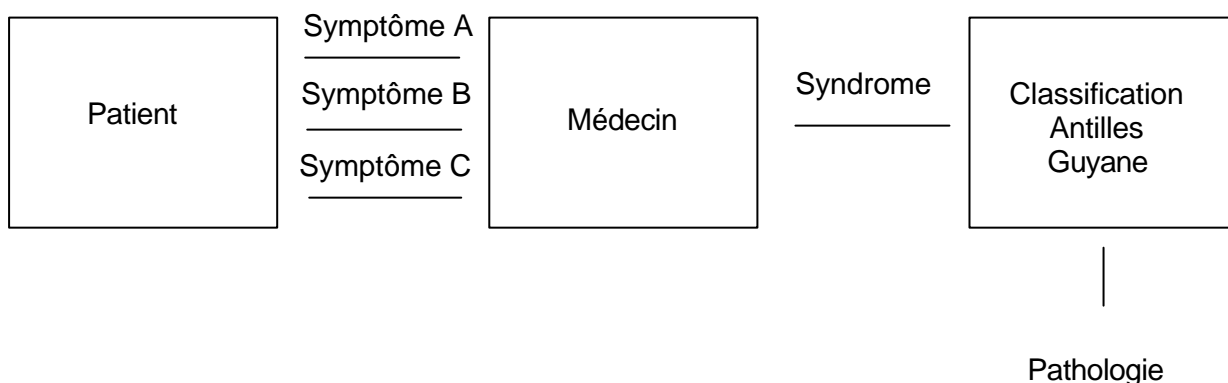 Patient
Symptôme A
Symptôme B
Symptôme C
Médecin
Syndrome
Classification
Antilles
Guyane
Pathologie